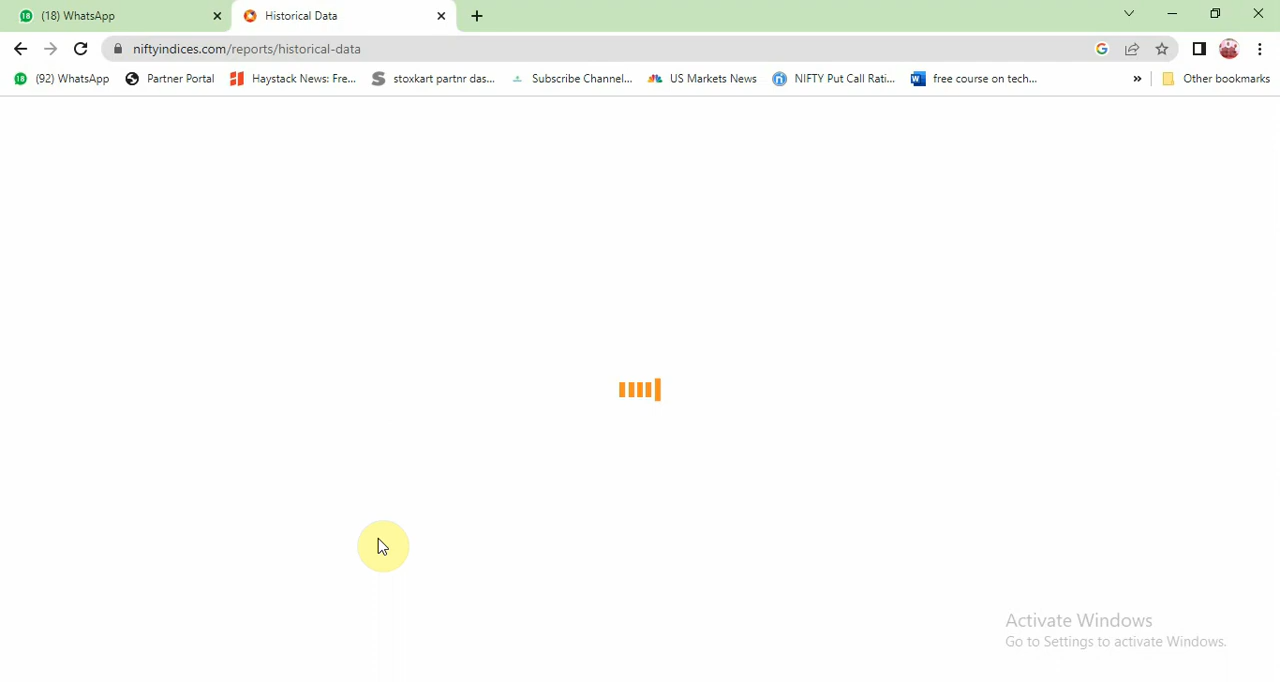 18 (18) WhatsApp
Historical Data
niftyindices.com/reports/historical-data
18 (92) WhatsApp
Partner Portal
Haystack News: Fre...
stoxkart partnr das...
Subscribe Channel,...
US Markets News
NIFTY Put Call Rati...
free course on tech...
»
Other bookmarks
Activate Windows
Go to Settings to activate Windows.